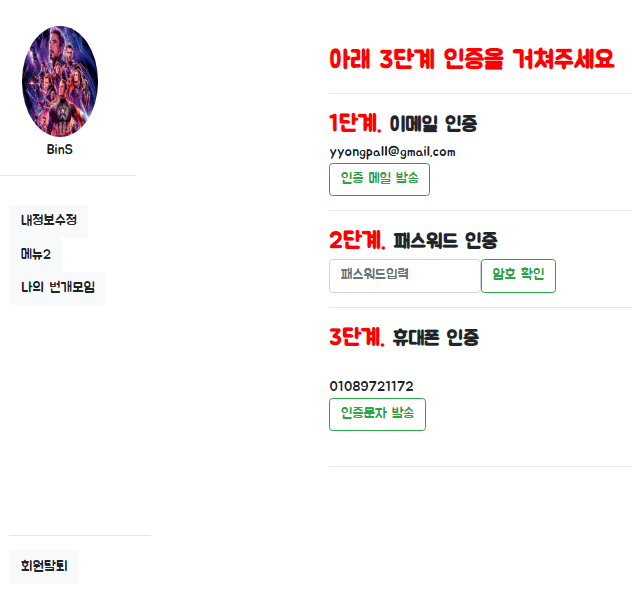 BinS
내정보수정
메뉴2
나의 번개모임
회원탈퇴
아래 3단계 인증을 거쳐주세요
1단계. 이메일 인증
yyongpall@gmail.com
인증 메일 발송
2단계. 패스워드 인증
패스워드입력 암호 확인
3단계. 휴대폰 인증
01089721172
인증문자 발송